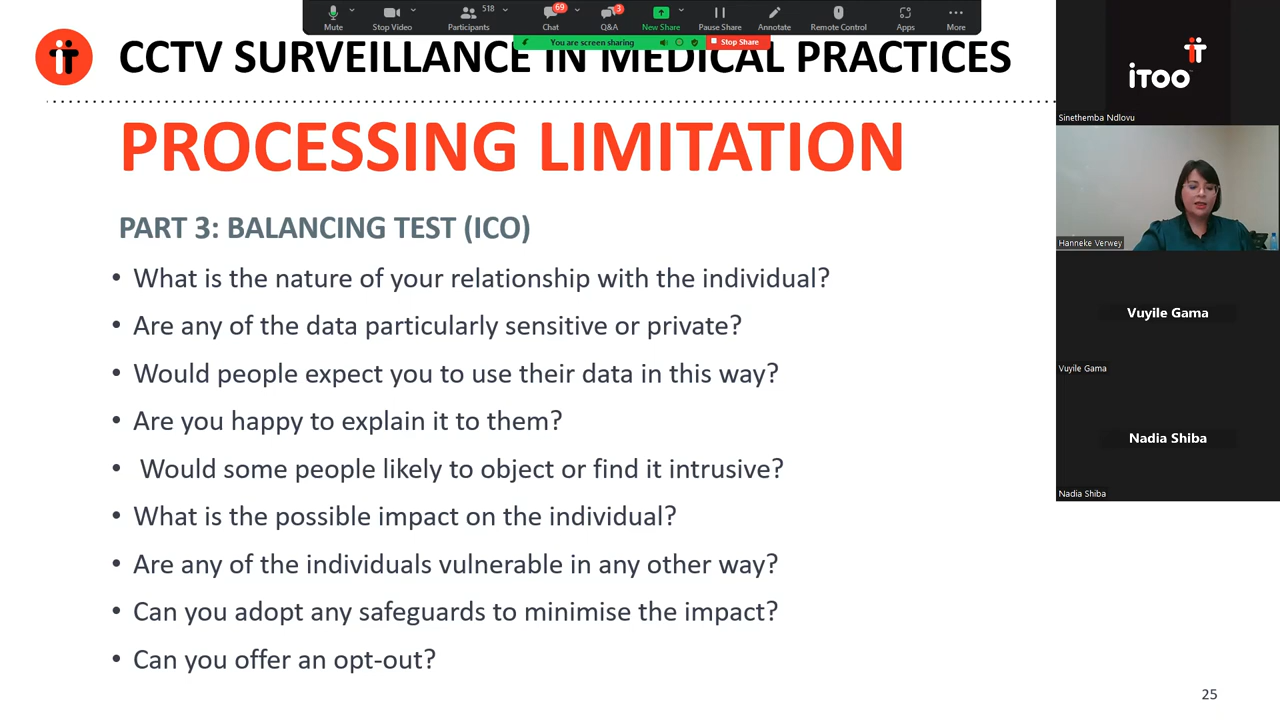 518
69
3
Mute
Stop Video
Participants
Chat
Q&A
New Share
Pause Share
Annotate
Remote Control
Apps
More
You are screen sharing
Stop Share
CCTV SURVEILLANCE IN MEDICAL PRACTICES
PROCESSING LIMITATION
PART 3: BALANCING TEST (ICO)
• What is the nature of your relationship with the individual?
• Are any of the data particularly sensitive or private?
• Would people expect you to use their data in this way?
• Are you happy to explain it to them?
• Would some people likely to object or find it intrusive?
• What is the possible impact on the individual?
• Are any of the individuals vulnerable in any other way?
• Can you adopt any safeguards to minimise the impact?
• Can you offer an opt-out?
25
iTOO
Sinethemba Ndlovu
Hanneke Verwey
Vuyile Gama
Vuyile Gama
Nadia Shiba
Nadia Shiba